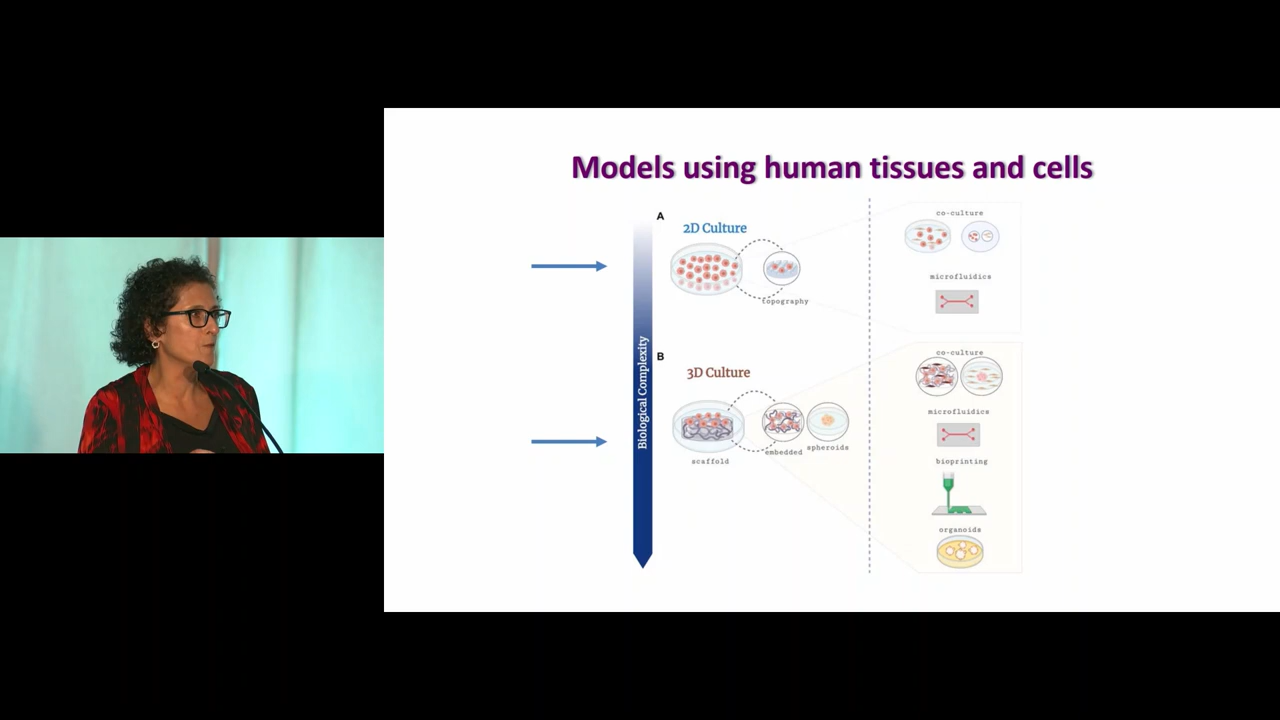 Models using human tissues and cells
A
2D Culture
topography
co-culture
microfluidics
Biological Complexity
B
3D Culture
scaffold
embedded
spheroids
co-culture
microfluidics
bioprinting
organoids